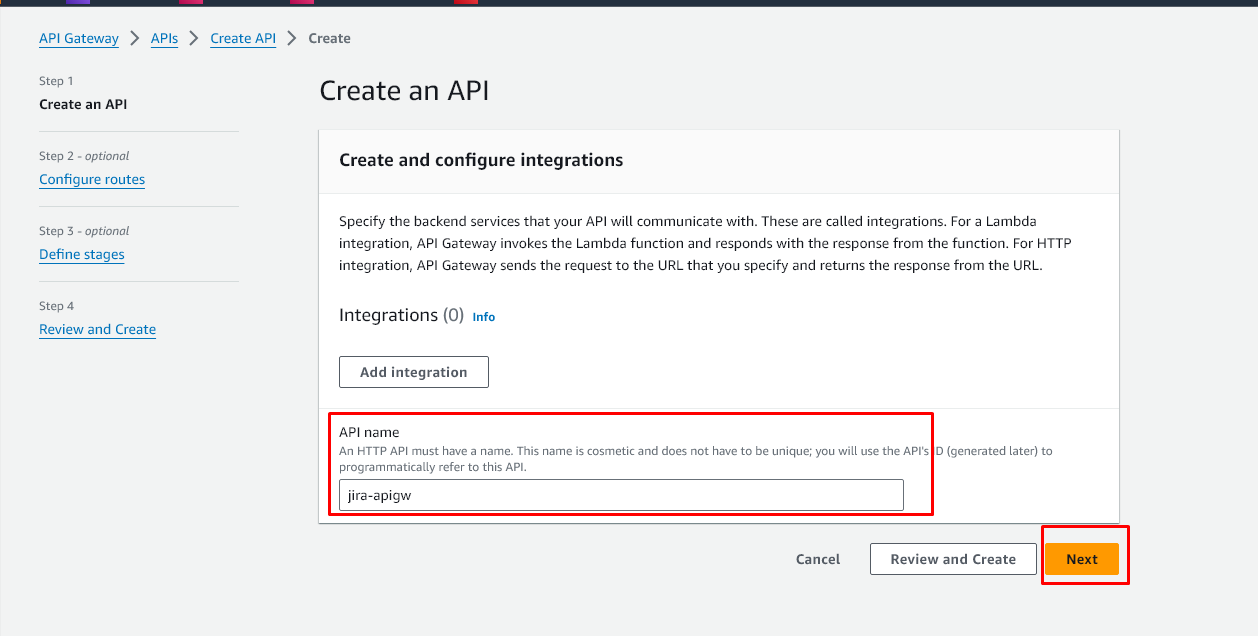 API Gateway > APIs > Create API > Create
Step 1
Create an API
Step 2 - optional
Configure routes
Step 3 - optional
Define stages
Step 4
Review and Create
Create an API
Create and configure integrations
Specify the backend services that your API will communicate with. These are called integrations. For a Lambda
integration, API Gateway invokes the Lambda function and responds with the response from the function. For HTTP
integration, API Gateway sends the request to the URL that you specify and returns the response from the URL.
Integrations (0) Info
Add integration
API name
An HTTP API must have a name. This name is cosmetic and does not have to be unique; you will use the API's ID (generated later) to
programmatically refer to this API.
jira-apigw
Cancel Review and Create Next